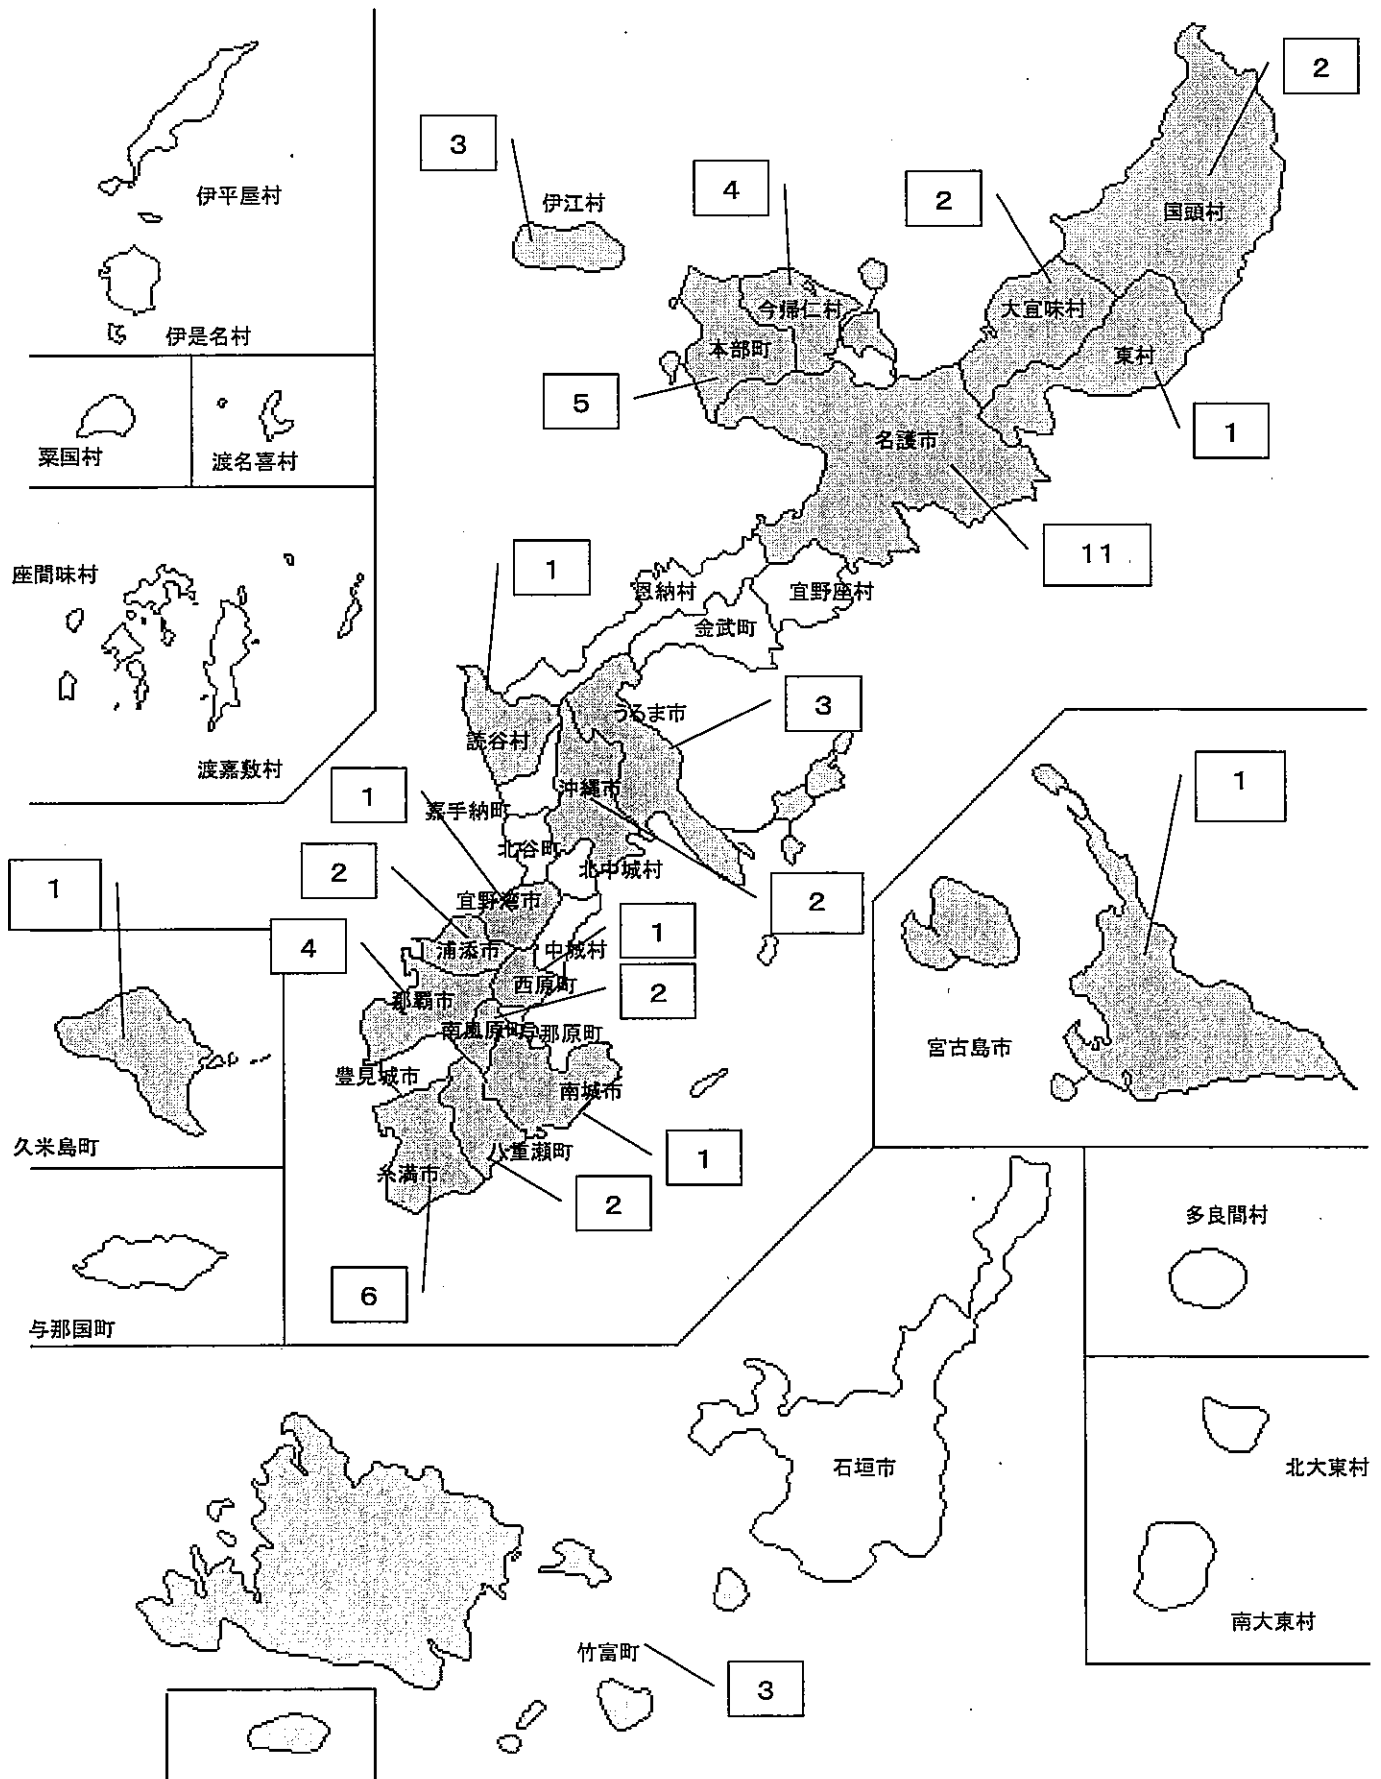 2
3
伊平屋村
4
2
伊江村
国頭村
今帰仁村
大宜味村
伊是名村
本部町
東村
5
1
名護市
粟国村
渡名喜村
11
1
座間味村
恩納村
宜野座村
金武町
3
うるま市
読谷村
渡嘉敷村
1
沖縄市
1
嘉手納町
北谷町
2
北中城村
1
宜野湾市
2
4
1
浦添市
中城村
西原町
2
那覇市
南風原町
与那原町
宮古島市
豊見城市
南城市
久米島町
1
八重瀬町
糸満市
2
多良間村
6
与那国町
石垣市
北大東村
南大東村
竹富町
3